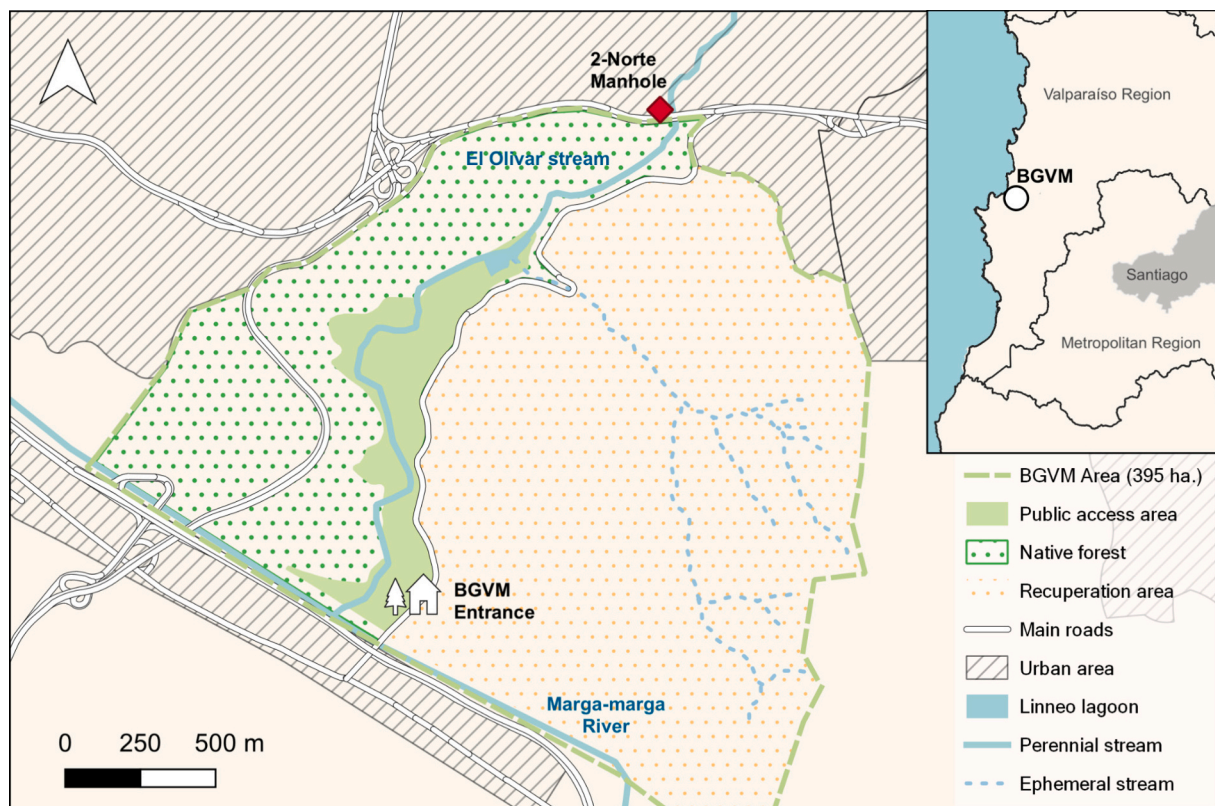 2-Norte
Manhole
El Olívar stream
BGVM
Entrance
Marga-marga
River
0 250 500 m
Valparaíso Region
BGVM
Santiago
Metropolitan Region
BGVM Area (395 ha.)
Public access area
Native forest
Recuperation area
Main roads
Urban area
Linneo lagoon
Perennial stream
Ephemeral stream